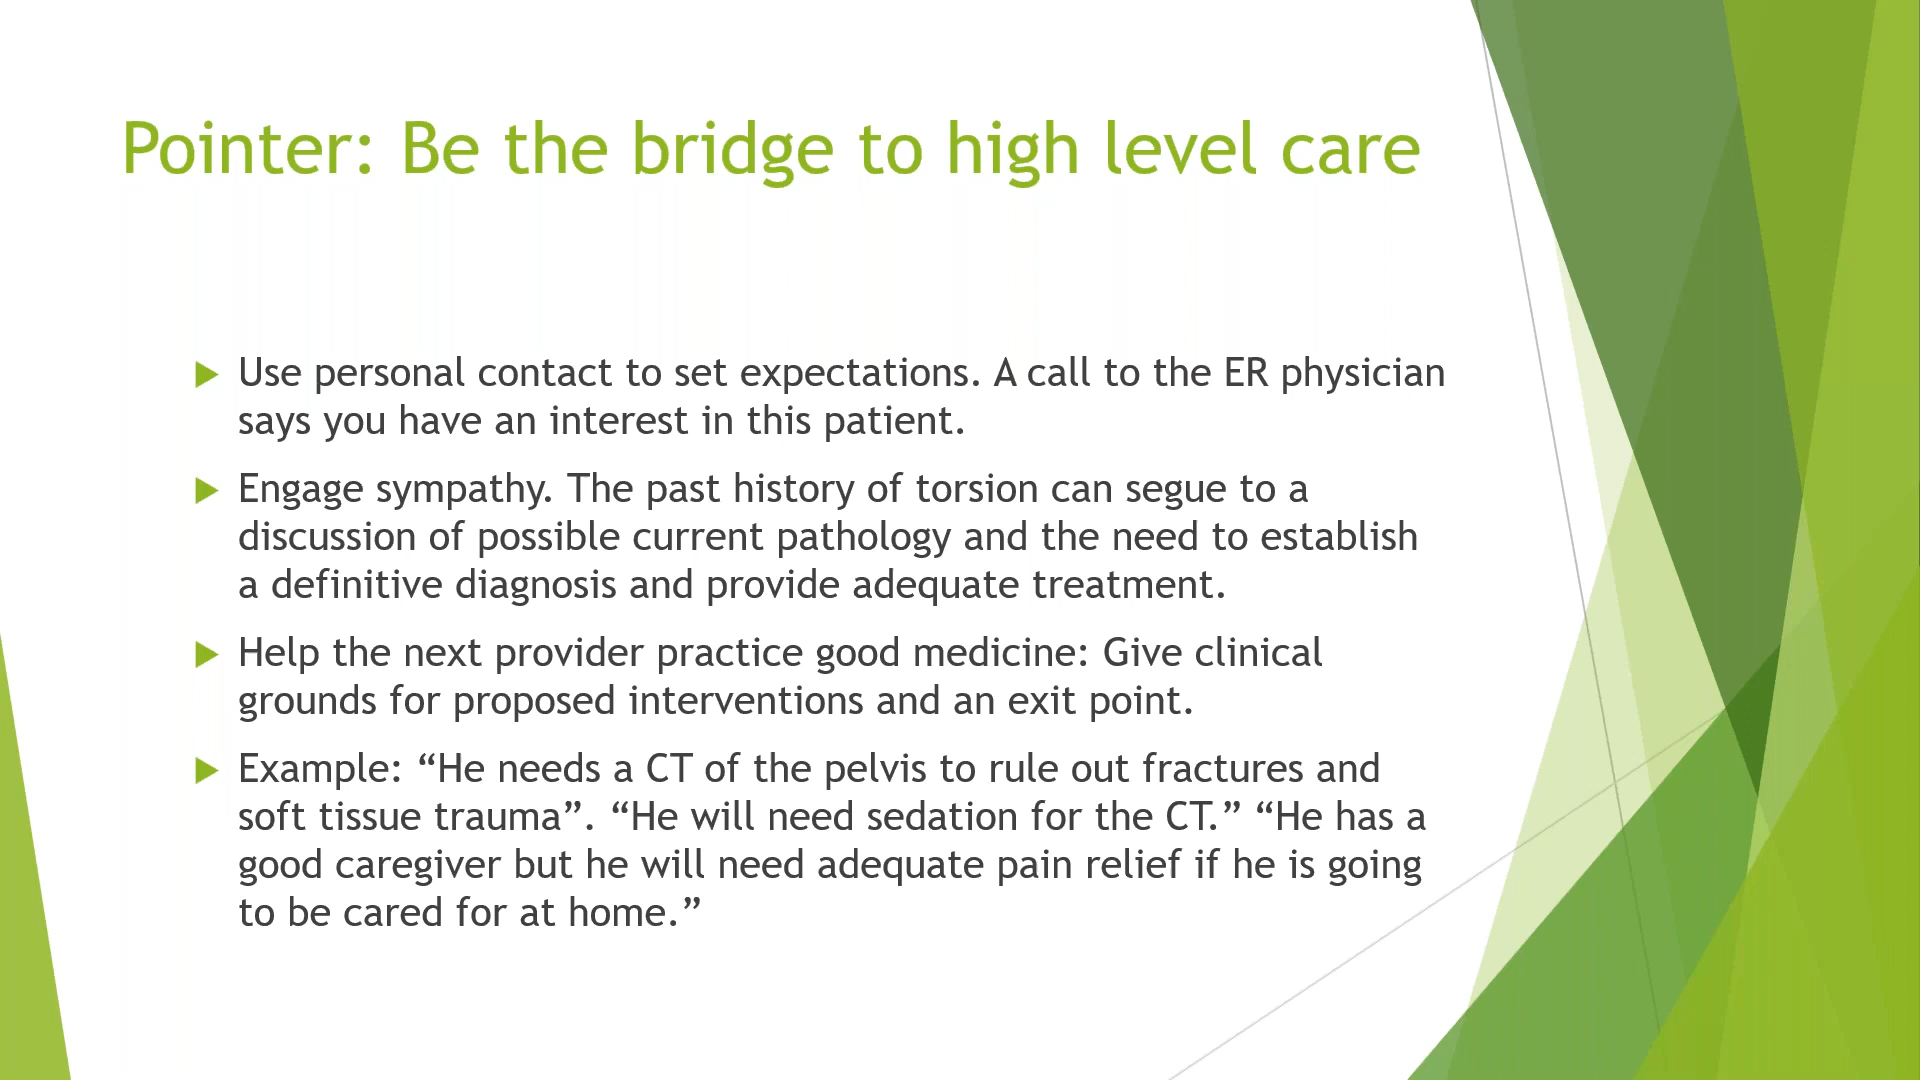 Pointer: Be the bridge to high level care
Use personal contact to set expectations. A call to the ER physician
says you have an interest in this patient.
Engage sympathy. The past history of torsion can segue to a
discussion of possible current pathology and the need to establish
a definitive diagnosis and provide adequate treatment.
Help the next provider practice good medicine: Give clinical
grounds for proposed interventions and an exit point.
Example: “He needs a CT of the pelvis to rule out fractures and
soft tissue trauma”. “He will need sedation for the CT.” “He has a
good caregiver but he will need adequate pain relief if he is going
to be cared for at home.”